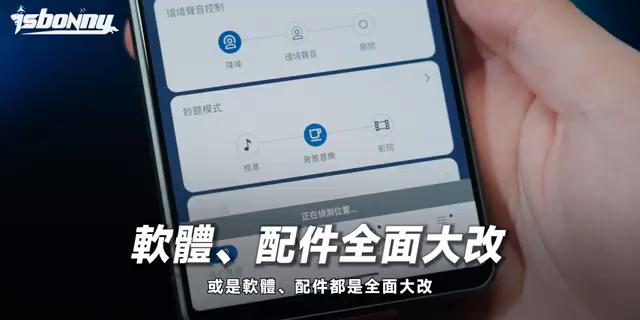 isbonny
環境聲音控制
降噪
環境聲音
關閉
聆聽模式
標準
背景音樂
影院
正在偵測位置...
軟體、配件全面大改
或是軟體、配件都是全面大改